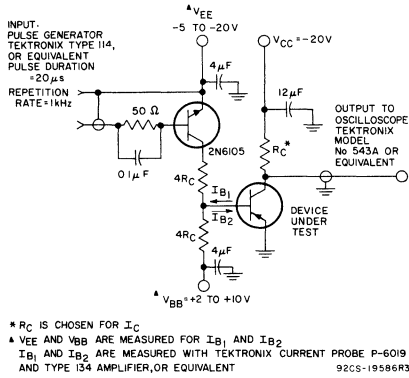 INPUT.
PULSE GENERATOR
TEKTRONIX TYPE 114,
OR EQUIVALENT
PULSE DURATION
=20μs
REPETITION
RATE=1kHz
▲ VEE
-5 TO -20V
4μF
50 Ω
0.1μF
2N6105
VCC=-20V
12μF
RC*
OUTPUT TO
OSCILLOSCOPE
TEKTRONIX
MODEL
No 543A OR
EQUIVALENT
4RC
IB1
IB2
4RC
DEVICE
UNDER
TEST
4μF
▲ VBB=+2 TO +10V
* RC IS CHOSEN FOR IC
▲ VEE AND VBB ARE MEASURED FOR IB1 AND IB2
IB1 AND IB2 ARE MEASURED WITH TEKTRONIX CURRENT PROBE P-6019
AND TYPE 134 AMPLIFIER, OR EQUIVALENT
92CS-19586R3